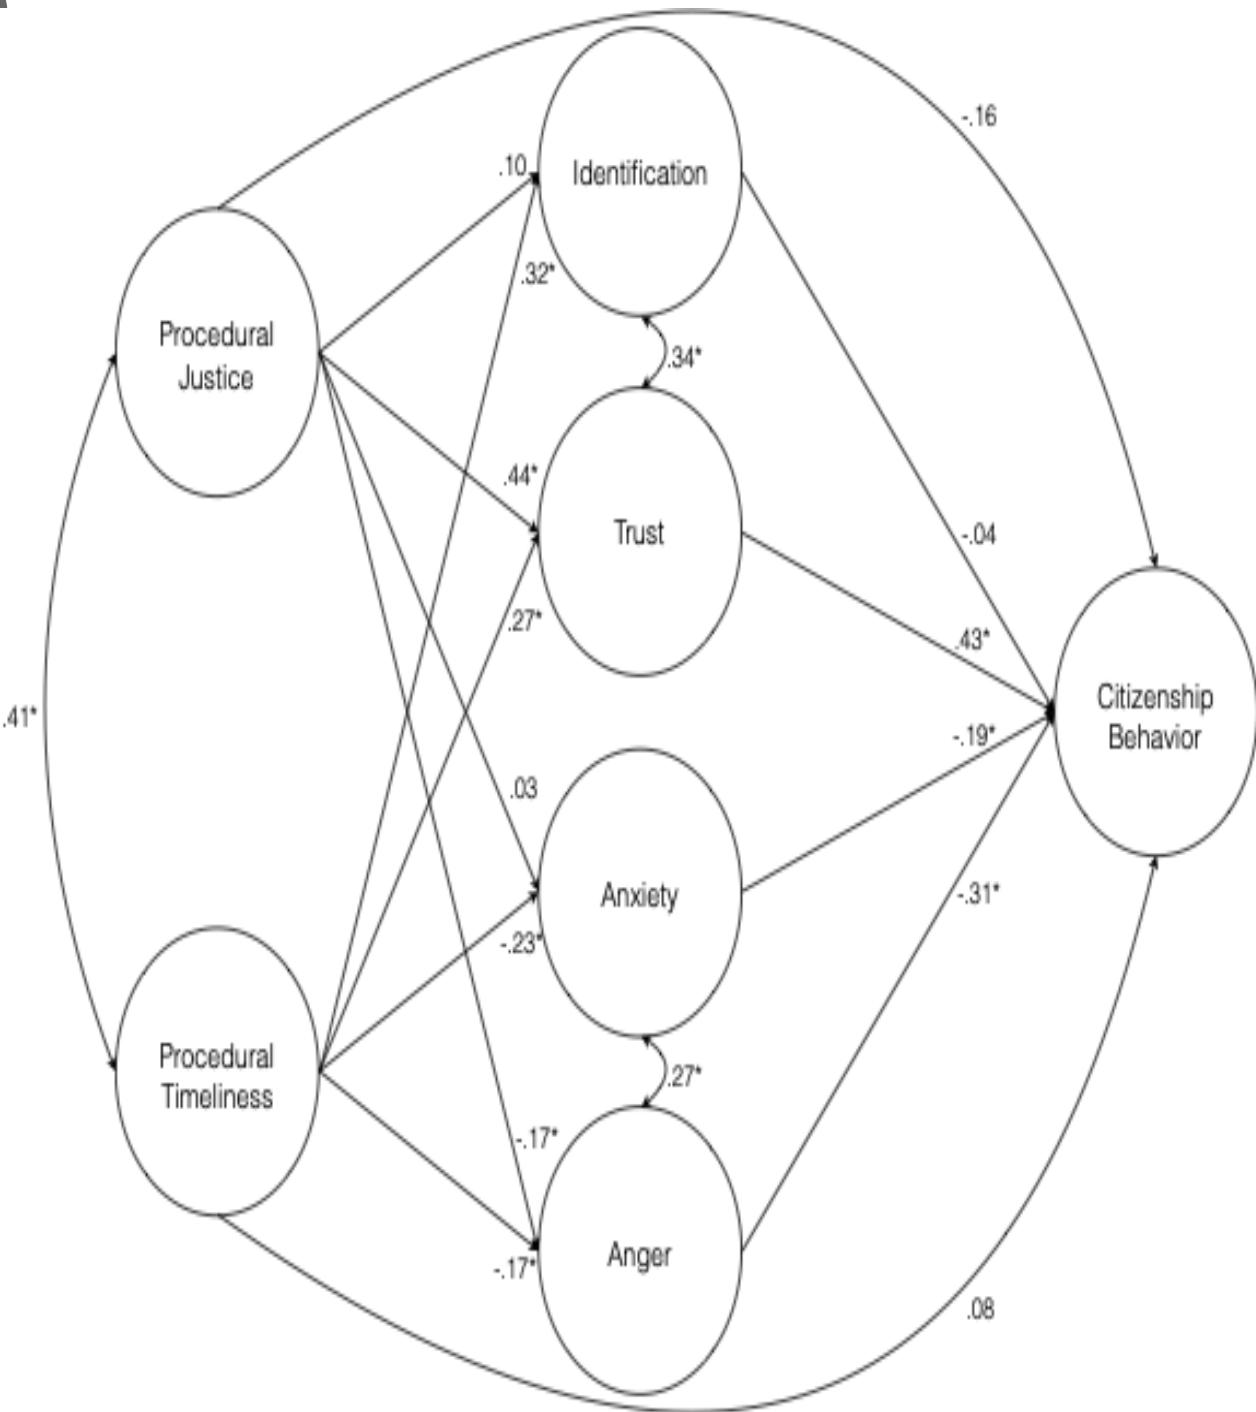 -.16
.10
Identification
.32*
Procedural
Justice
.34*
.44*
Trust
-.04
.27*
.43*
Citizenship
Behavior
.41*
-.19*
.03
Anxiety
-.31*
-.23*
Procedural
Timeliness
.27*
-.17*
Anger
-.17*
.08